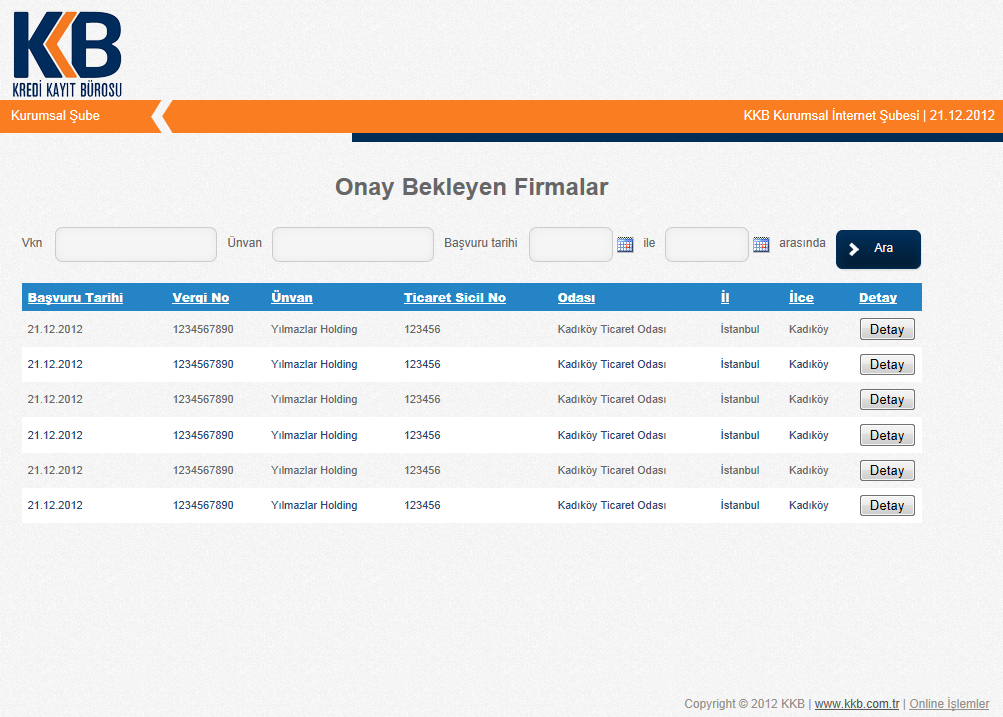 KKB
KREDİ KAYIT BÜROSU
Kurumsal Şube
KKB Kurumsal İnternet Şubesi | 21.12.2012
Onay Bekleyen Firmalar
Vkn Ünvan Başvuru tarihi ile arasında Ara
Başvuru Tarihi Vergi No Ünvan Ticaret Sicil No Odası İl İlce Detay
21.12.2012 1234567890 Yılmazlar Holding 123456 Kadıköy Ticaret Odası İstanbul Kadıköy Detay
21.12.2012 1234567890 Yılmazlar Holding 123456 Kadıköy Ticaret Odası İstanbul Kadıköy Detay
21.12.2012 1234567890 Yılmazlar Holding 123456 Kadıköy Ticaret Odası İstanbul Kadıköy Detay
21.12.2012 1234567890 Yılmazlar Holding 123456 Kadıköy Ticaret Odası İstanbul Kadıköy Detay
21.12.2012 1234567890 Yılmazlar Holding 123456 Kadıköy Ticaret Odası İstanbul Kadıköy Detay
21.12.2012 1234567890 Yılmazlar Holding 123456 Kadıköy Ticaret Odası İstanbul Kadıköy Detay
Copyright © 2012 KKB | www.kkb.com.tr | Online İşlemler